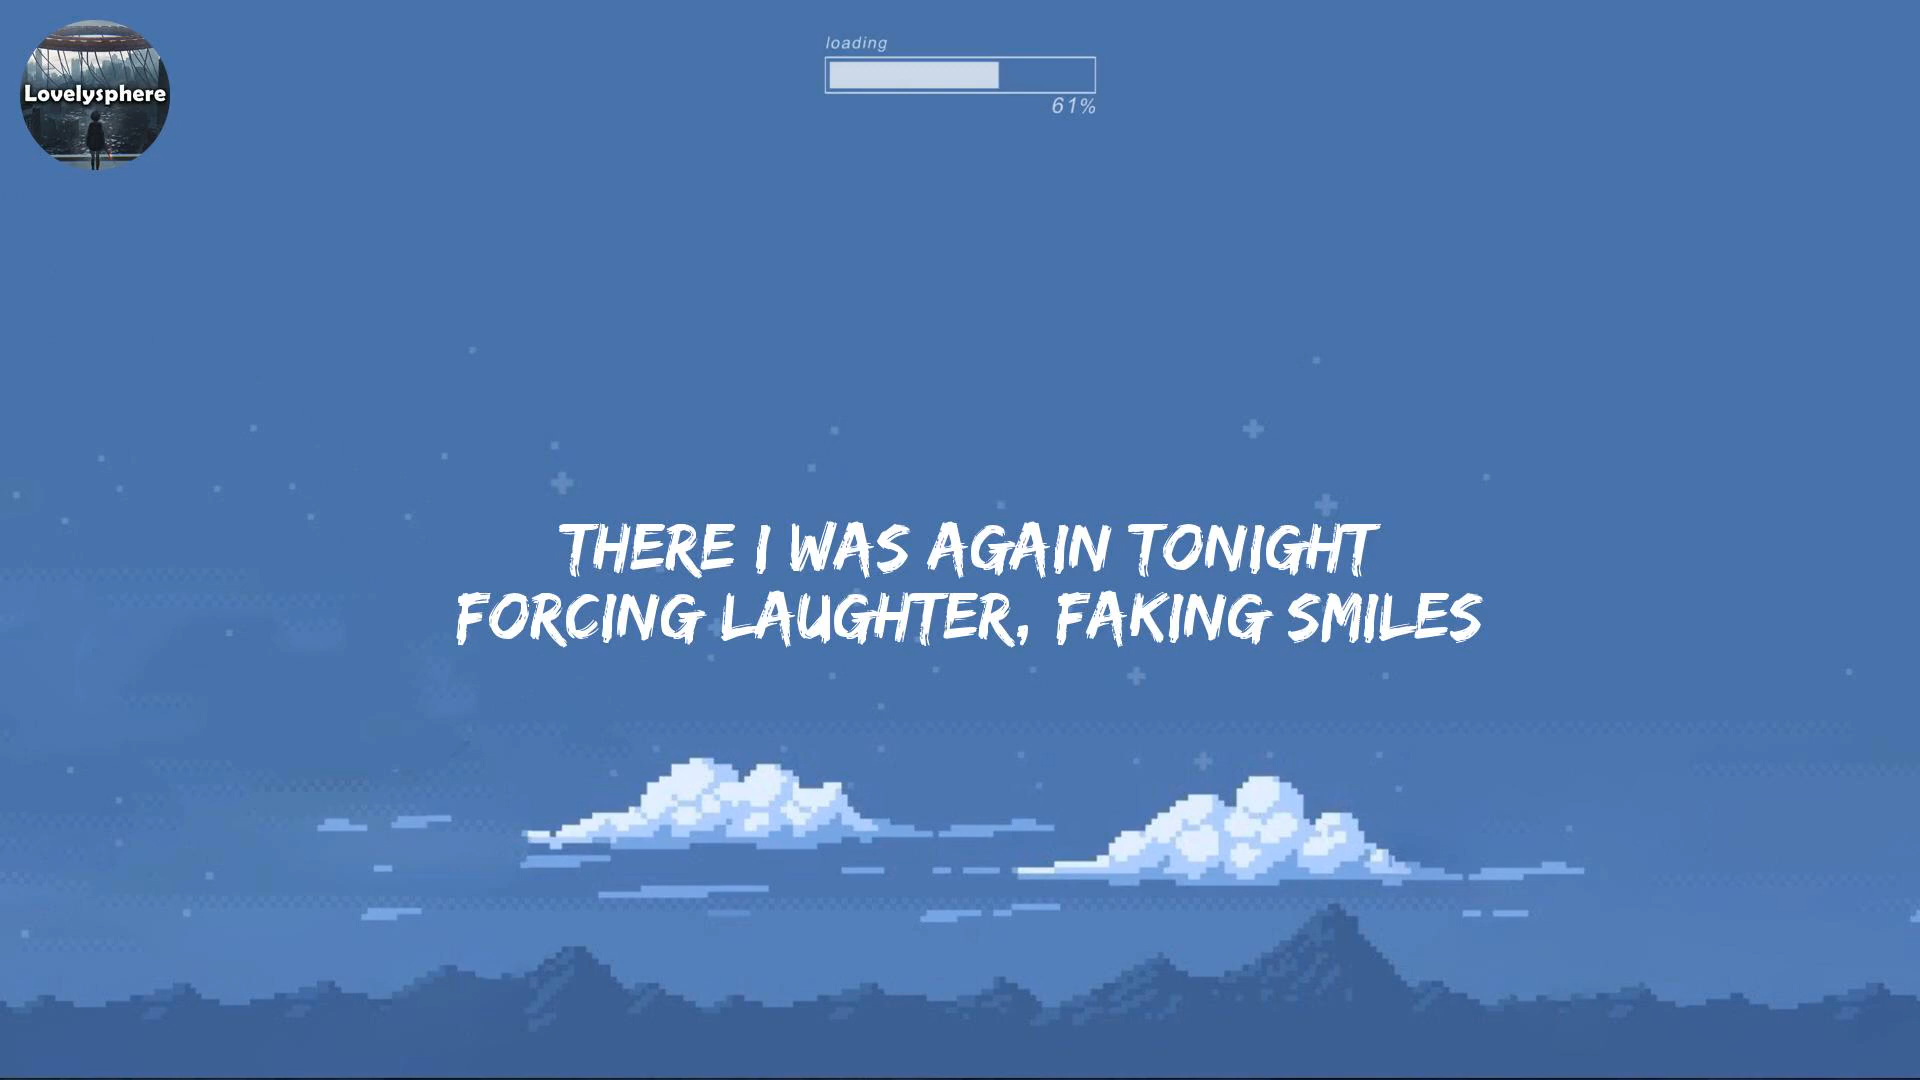 Lovelysphere
loading
61%
THERE I WAS AGAIN TONIGHT
FORCING LAUGHTER, FAKING SMILES